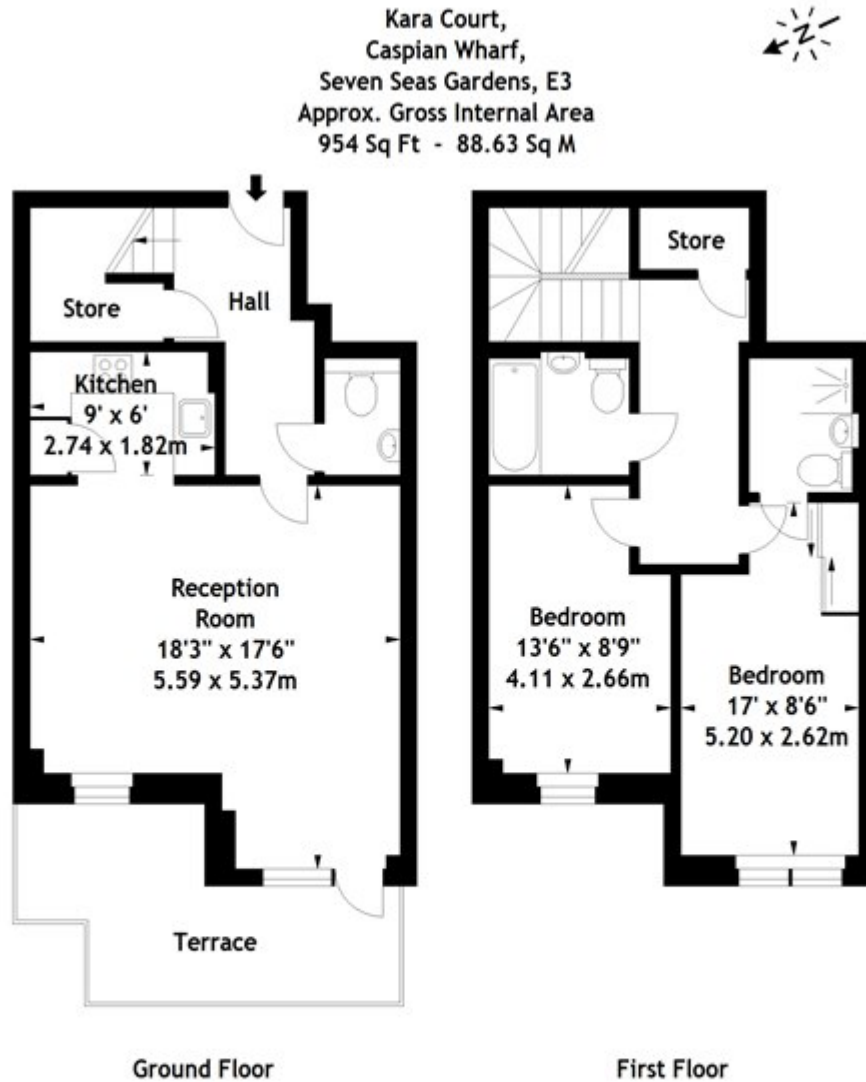 Kara Court,
Caspian Wharf,
Seven Seas Gardens, E3
Approx. Gross Internal Area
954 Sq Ft - 88.63 Sq M
N
Store
Hall
Kitchen
9' x 6'
2.74 x 1.82m
Reception
Room
18'3" x 17'6"
5.59 x 5.37m
Terrace
Ground Floor
Store
Bedroom
13'6" x 8'9"
4.11 x 2.66m
Bedroom
17' x 8'6"
5.20 x 2.62m
First Floor